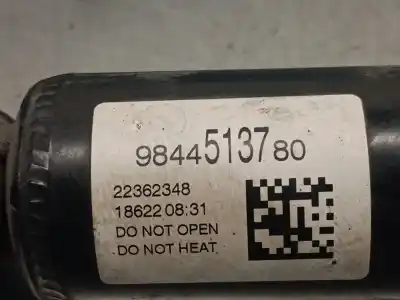 9844513780
22362348
18622 08:31
DO NOT OPEN
DO NOT HEAT